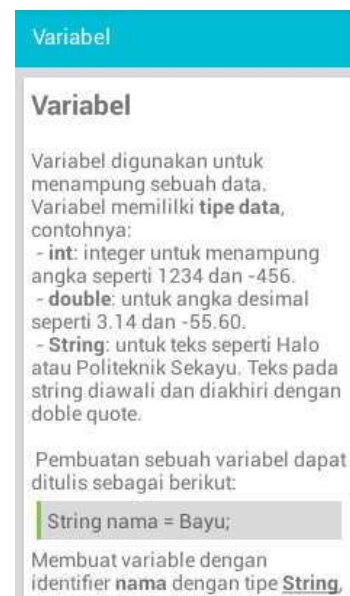 Variabel
Variabel
Variabel digunakan untuk
menampung sebuah data.
Variabel memililki tipe data,
contohnya:
- int: integer untuk menampung
angka seperti 1234 dan -456.
- double: untuk angka desimal
seperti 3.14 dan -55.60.
- String: untuk teks seperti Halo
atau Politeknik Sekayu. Teks pada
string diawali dan diakhiri dengan
doble quote.
Pembuatan sebuah variabel dapat
ditulis sebagai berikut:
String nama = Bayu;
Membuat variable dengan
identifier nama dengan tipe String,